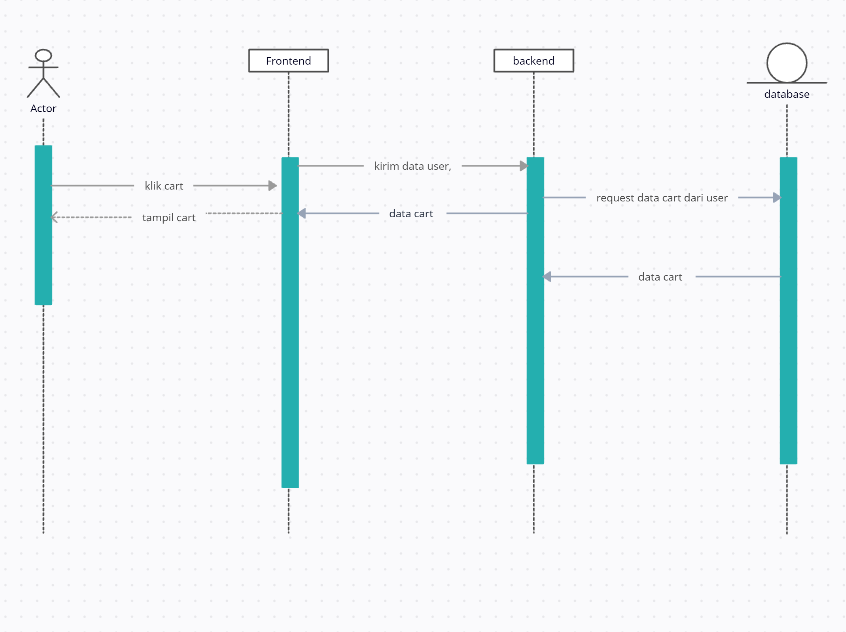 Frontend
backend
database
Actor
kirim data user,
klik cart
request data cart dari user
data cart
tampil cart
data cart